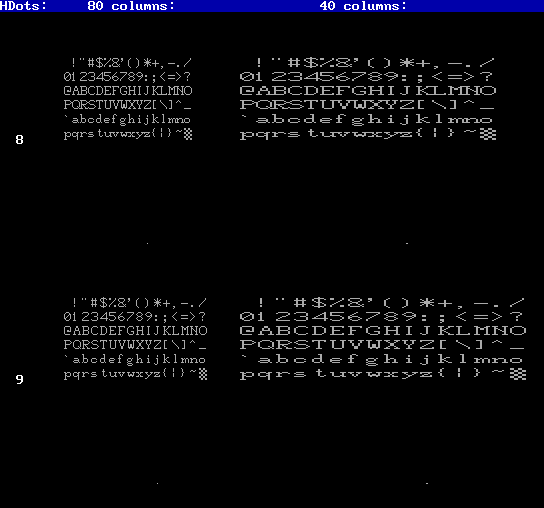 HDots: 80 columns: 40 columns:
!"#$%&'()*+,-./ !"#$%&'()*+,-./
0123456789:;<=>? 0123456789:;<=>?
@ABCDEFGHIJKLMNO @ABCDEFGHIJKLMNO
PQRSTUVWXYZ[\]^_ PQRSTUVWXYZ[\]^_
`abcdefghijklmno `abcdefghijklmno
8 pqrstuvwxyz{¦}~▒ pqrstuvwxyz{¦}~▒
!"#$%&'()*+,-./ !"#$%&'()*+,-./
0123456789:;<=>? 0123456789:;<=>?
@ABCDEFGHIJKLMNO @ABCDEFGHIJKLMNO
PQRSTUVWXYZ[\]^_ PQRSTUVWXYZ[\]^_
`abcdefghijklmno `abcdefghijklmno
9 pqrstuvwxyz{¦}~▒ pqrstuvwxyz{¦}~▒